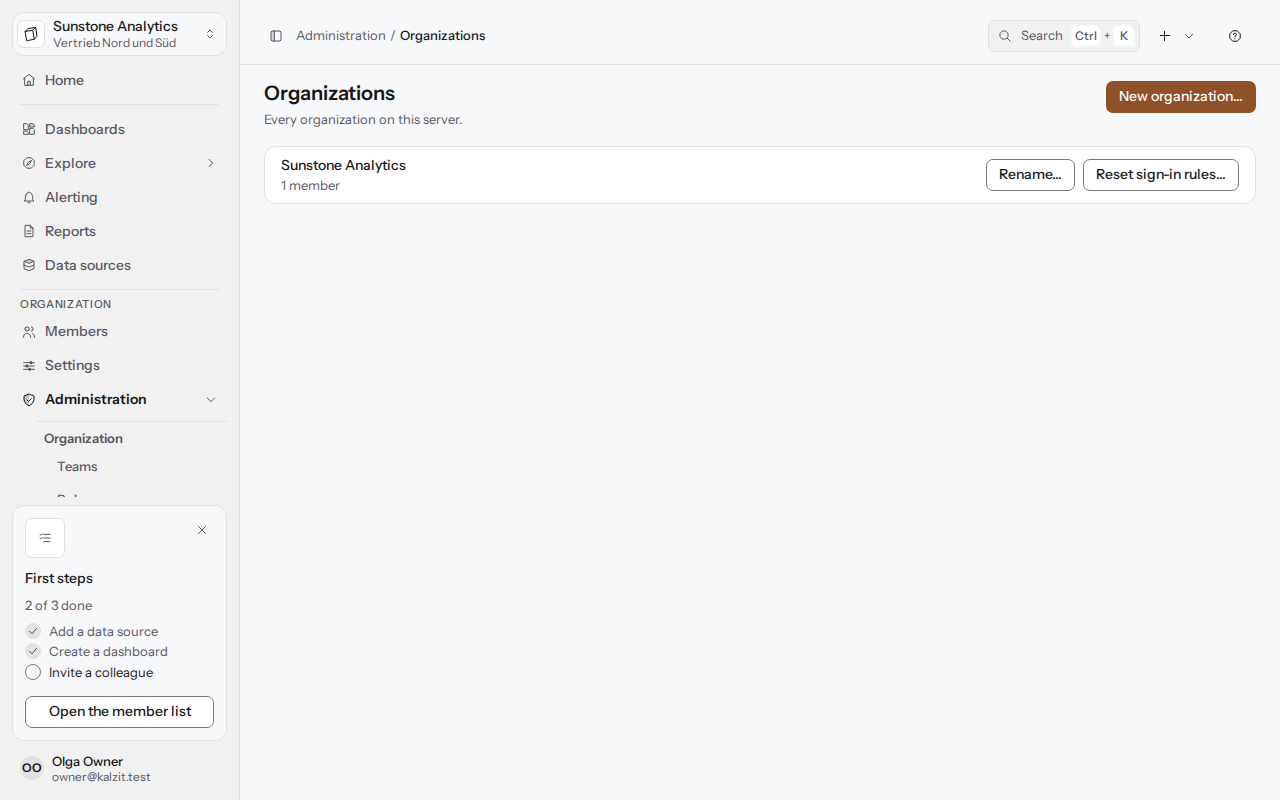 Sunstone Analytics
Vertrieb Nord und Süd
Home
Dashboards
Explore
Alerting
Reports
Data sources
ORGANIZATION
Members
Settings
Administration
Organization
Teams
First steps
2 of 3 done
Add a data source
Create a dashboard
Invite a colleague
Open the member list
OO
Olga Owner
owner@kalzit.test
Administration / Organizations
Search Ctrl + K
Organizations
Every organization on this server.
New organization...
Sunstone Analytics
1 member
Rename...
Reset sign-in rules...